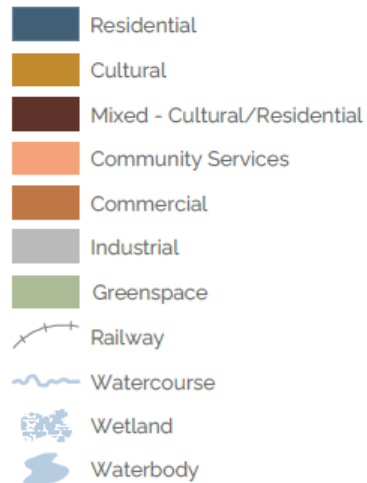 Residential
Cultural
Mixed - Cultural/Residential
Community Services
Commercial
Industrial
Greenspace
Railway
Watercourse
Wetland
Waterbody